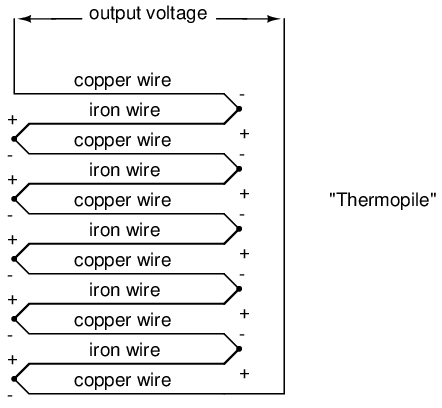 output voltage
copper wire
-
iron wire
+
+
copper wire
-
-
iron wire
+
+
copper wire
"Thermopile"
-
-
iron wire
+
+
copper wire
-
-
iron wire
+
+
copper wire
-
-
iron wire
+
+
copper wire
-